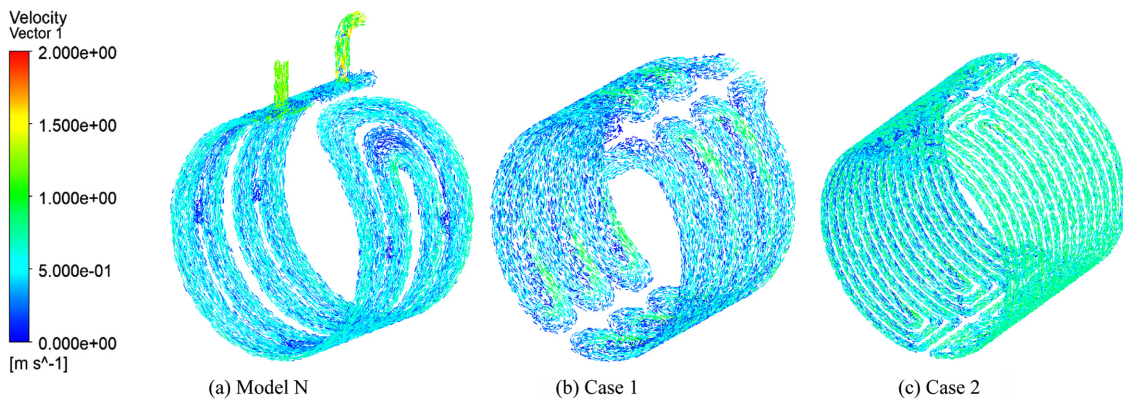 Velocity
Vector 1
2.000e+00
1.500e+00
1.000e+00
5.000e-01
0.000e+00
[m s^-1]
(a) Model N
(b) Case 1
(c) Case 2